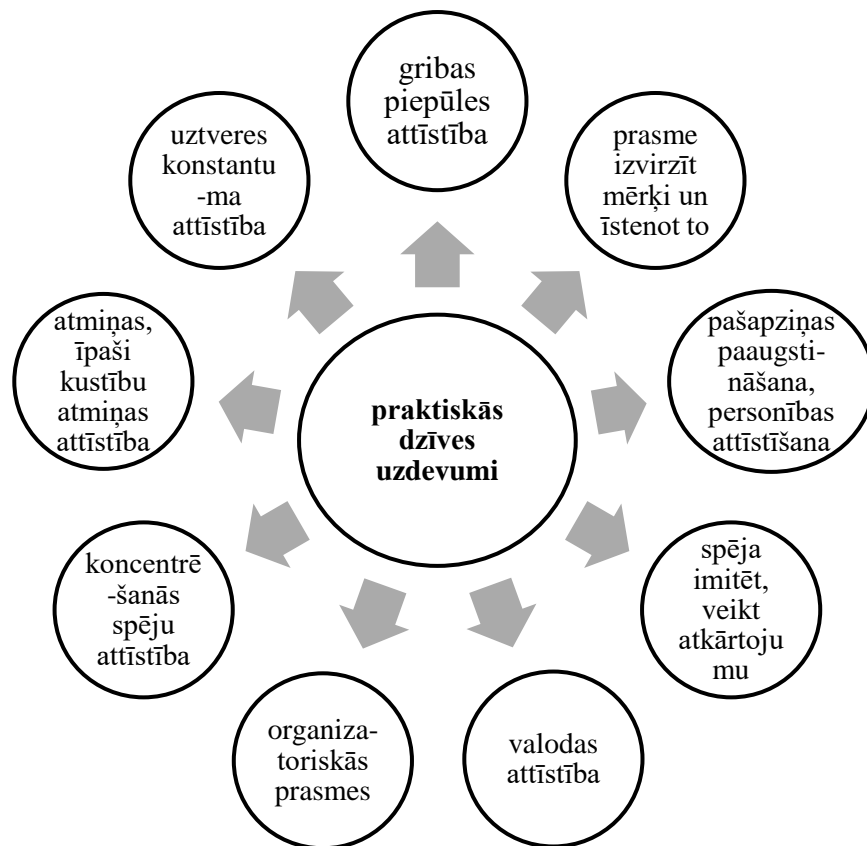 gribas
piepūles
attīstība
prasme
izvirzīt
mērķi un
īstenot to
pašapziņas
paaugsti-
nāšana,
personības
attīstīšana
spēja
imitēt,
veikt
atkārtoju
mu
valodas
attīstība
organiza-
toriskās
prasmes
koncentrē
-šanās
spēju
attīstība
atmiņas,
īpaši
kustību
atmiņas
attīstība
uztveres
konstantu
-ma
attīstība
praktiskās
dzīves
uzdevumi